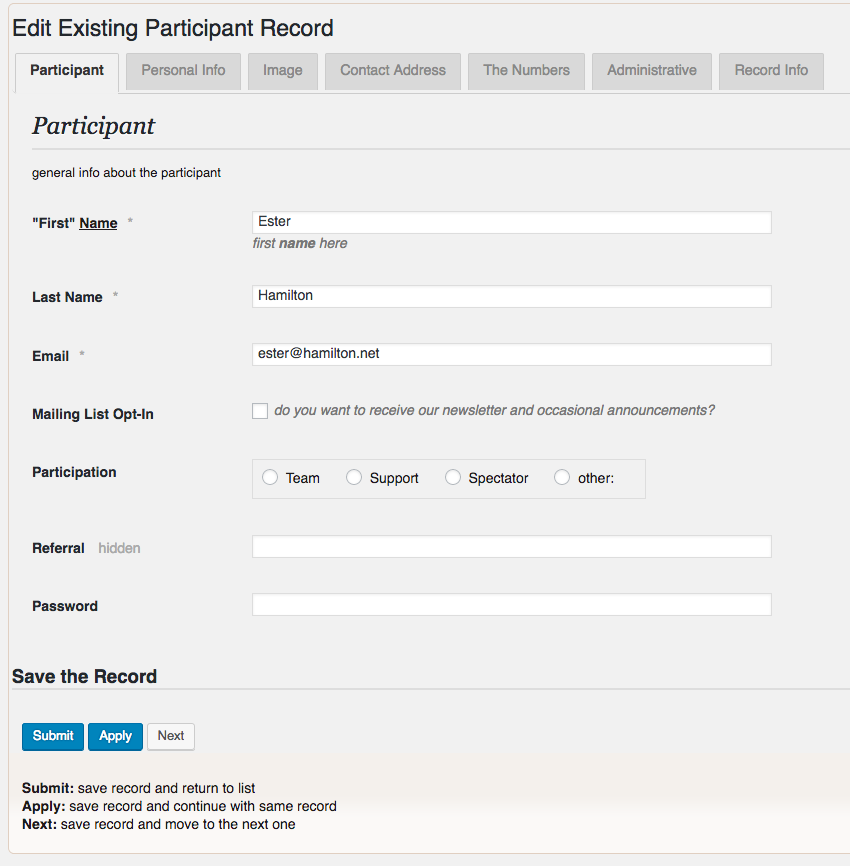 Edit Existing Participant Record
Participant Personal Info Image Contact Address The Numbers Administrative Record Info
Participant
general info about the participant
"First" Name * Ester
first name here
Last Name * Hamilton
Email * ester@hamilton.net
Mailing List Opt-In do you want to receive our newsletter and occasional announcements?
Participation Team Support Spectator other:
Referral hidden
Password
Save the Record
Submit Apply Next
Submit: save record and return to list
Apply: save record and continue with same record
Next: save record and move to the next one